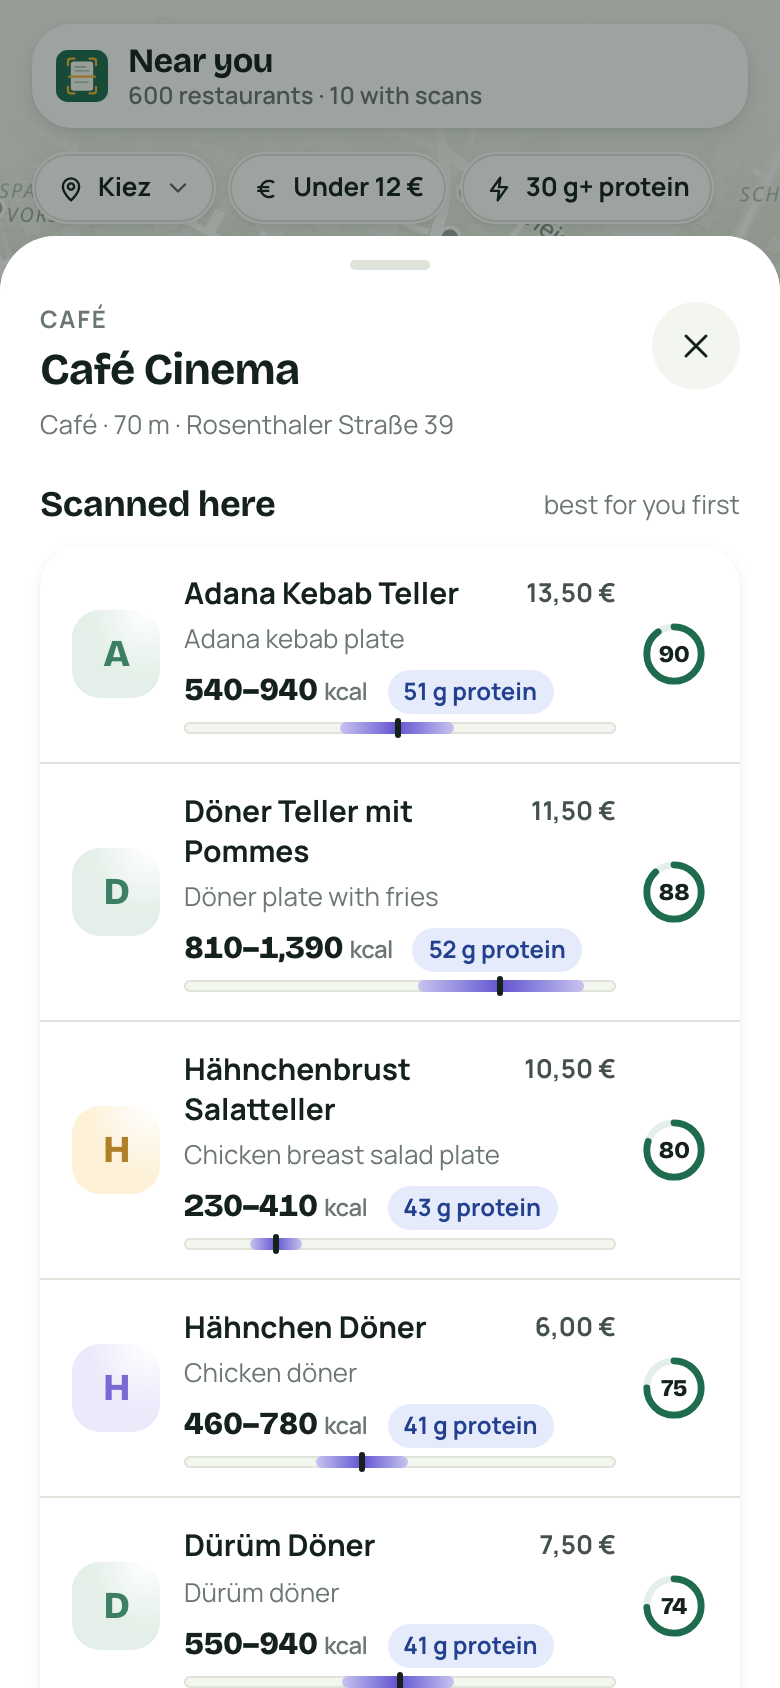 Near you
600 restaurants · 10 with scans
Kiez
€ Under 12 €
30 g+ protein
CAFÉ
Café Cinema
Café · 70 m · Rosenthaler Straße 39
Scanned here
best for you first
A
Adana Kebab Teller
13,50 €
Adana kebab plate
540–940 kcal
51 g protein
90
D
Döner Teller mit
Pommes
11,50 €
Döner plate with fries
810–1,390 kcal
52 g protein
88
H
Hähnchenbrust
Salatteller
10,50 €
Chicken breast salad plate
230–410 kcal
43 g protein
80
H
Hähnchen Döner
6,00 €
Chicken döner
460–780 kcal
41 g protein
75
D
Dürüm Döner
7,50 €
Dürüm döner
550–940 kcal
41 g protein
74